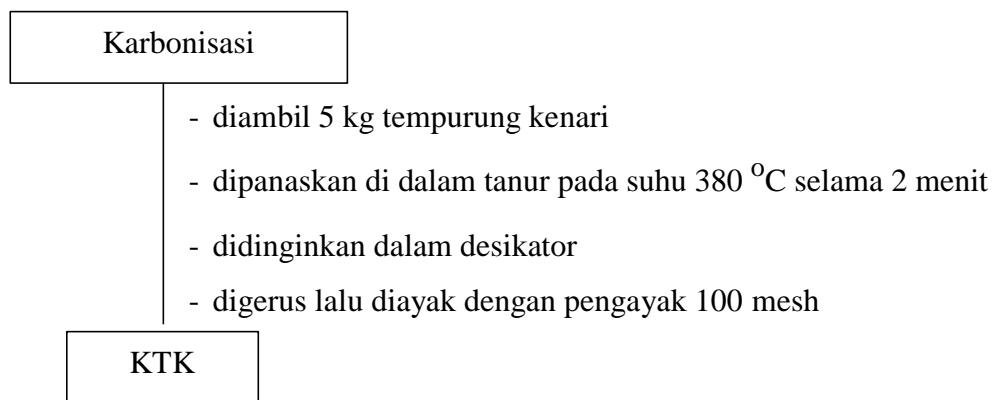 Karbonisasi
- diambil 5 kg tempurung kenari
- dipanaskan di dalam tanur pada suhu 380 ᴼC selama 2 menit
- didinginkan dalam desikator
- digerus lalu diayak dengan pengayak 100 mesh
KTK